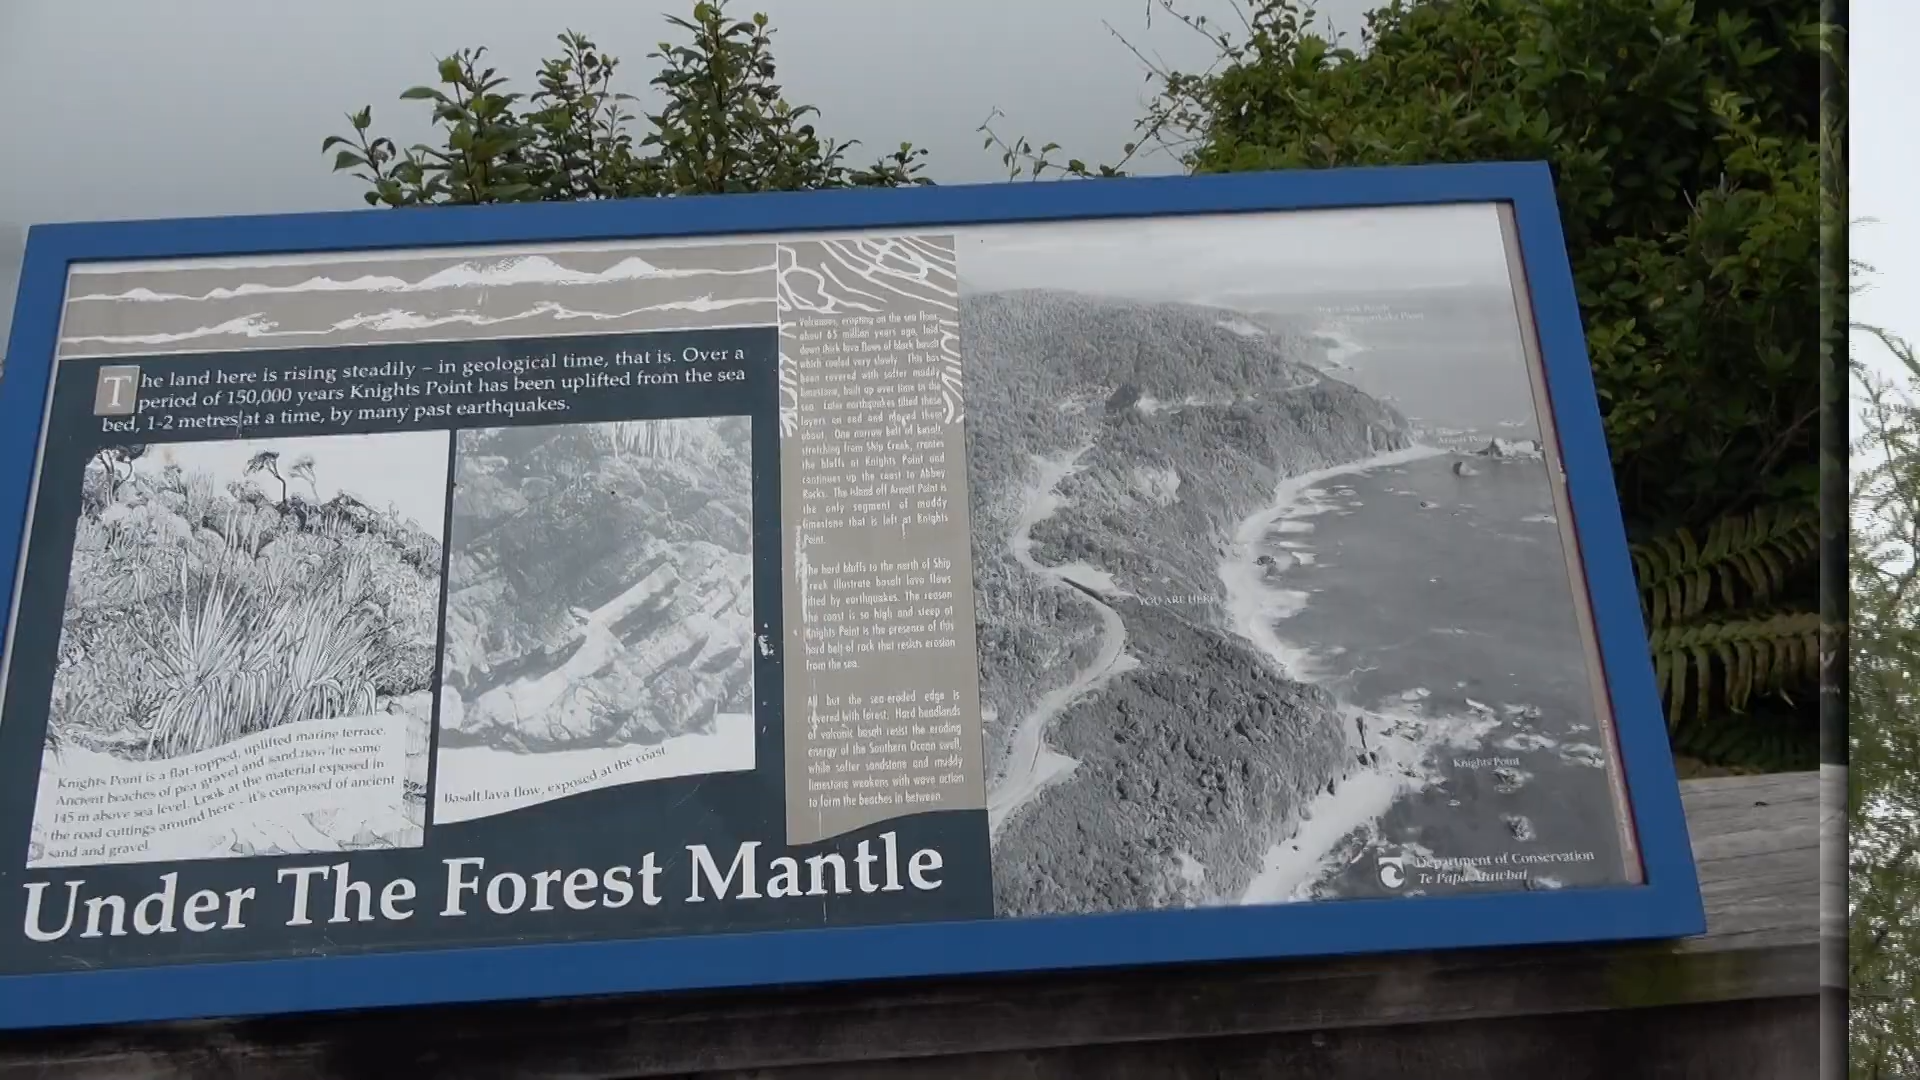 The land here is rising steadily – in geological time, that is. Over a
period of 150,000 years Knights Point has been uplifted from the sea
bed, 1-2 metres at a time, by many past earthquakes.
Knights Point is a flat-topped, uplifted marine terrace.
Ancient beaches of pea gravel and sand now lie some
145 m above sea level. Look at the material exposed in
the road cuttings around here - it's composed of ancient
sand and gravel.
Basalt lava flow, exposed at the coast.
Volcanoes, erupting on the sea floor
about 65 million years ago, laid
down thick lava flows of black basalt
which cooled very slowly. This has
been covered with softer muddy
limestone, built up over time in the
sea. Later earthquakes tilted these
layers on end and moved them
about. One narrow belt of basalt,
stretching from Ship Creek, creates
the bluffs at Knights Point and
continues up the coast to Abbey
Rocks. The island off Arnott Point is
the only segment of muddy
limestone that is left at Knights
Point.
The hard bluffs to the north of Ship
reek illustrate basalt lava flows
ifted by earthquakes. The reason
the coast is so high and steep at
Knights Point is the presence of this
hard belt of rock that resists erosion
from the sea.
All but the sea-eroded edge is
covered with forest. Hard headlands
of volcanic basalt resist the eroding
energy of the Southern Ocean swell,
while softer sandstone and muddy
limestone weakens with wave action
to form the beaches in between.
Under The Forest Mantle
Arnott Point
YOU ARE HERE
Knights Point
Department of Conservation
Te Papa Atawhai